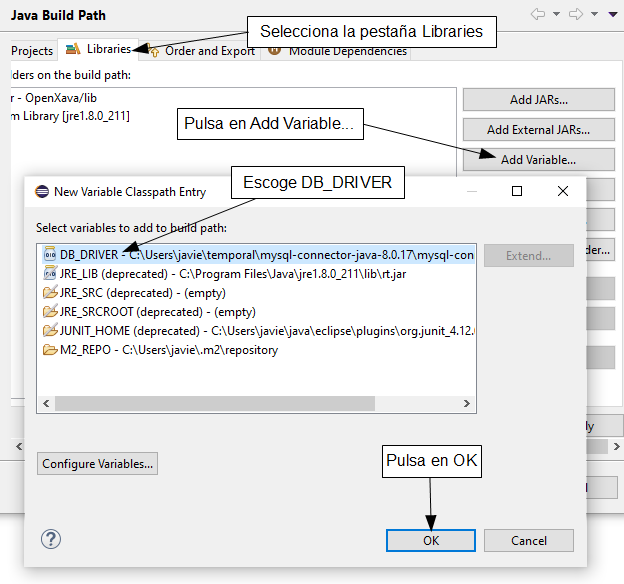 Java Build Path
Selecciona la pestaña Libraries
Projects
Libraries
Order and Export
Module Dependencies
lders on the build path:
r - OpenXava/lib
m Library [jre1.8.0_211]
Add JARs...
Pulsa en Add Variable...
Add External JARs...
Add Variable...
Escoge DB_DRIVER
New Variable Classpath Entry
Select variables to add to build path:
DB_DRIVER - C:\Users\javie\temporal\mysql-connector-java-8.0.17\mysql-con
Extend...
der...
JRE_LIB (deprecated) - C:\Program Files\Java\jre1.8.0_211\lib\rt.jar
JRE_SRC (deprecated) - (empty)
JRE_SRCROOT (deprecated) - (empty)
JUNIT_HOME (deprecated) - C:\Users\javie\java\eclipse\plugins\org.junit_4.12.
M2_REPO - C:\Users\javie\.m2\repository
ly
Configure Variables...
Pulsa en OK
OK
Cancel